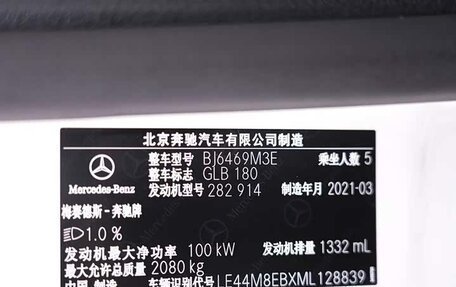 北京奔驰汽车有限公司制造
整车型号 BJ6469M3E 乘坐人数 5
整车标志 GLB 180
Mercedes-Benz 发动机型号 282 914 制造年月 2021-03
梅赛德斯-奔驰牌
1.0 %
发动机最大净功率 100 kW 发动机排量 1332 mL
最大允许总质量 2080 kg
中国 制造 车辆识别代号 LE44M8EBXML128839